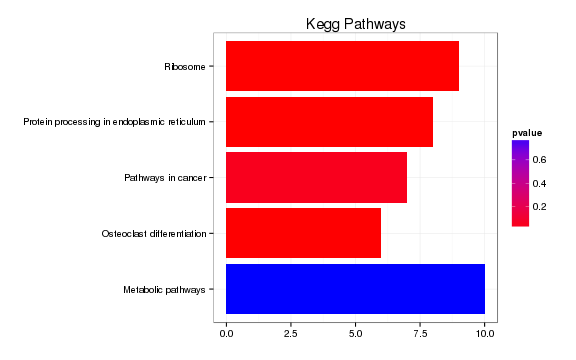 Kegg Pathways
Ribosome
Protein processing in endoplasmic reticulum
Pathways in cancer
Osteoclast differentiation
Metabolic pathways
0.0 2.5 5.0 7.5 10.0
pvalue
0.6
0.4
0.2